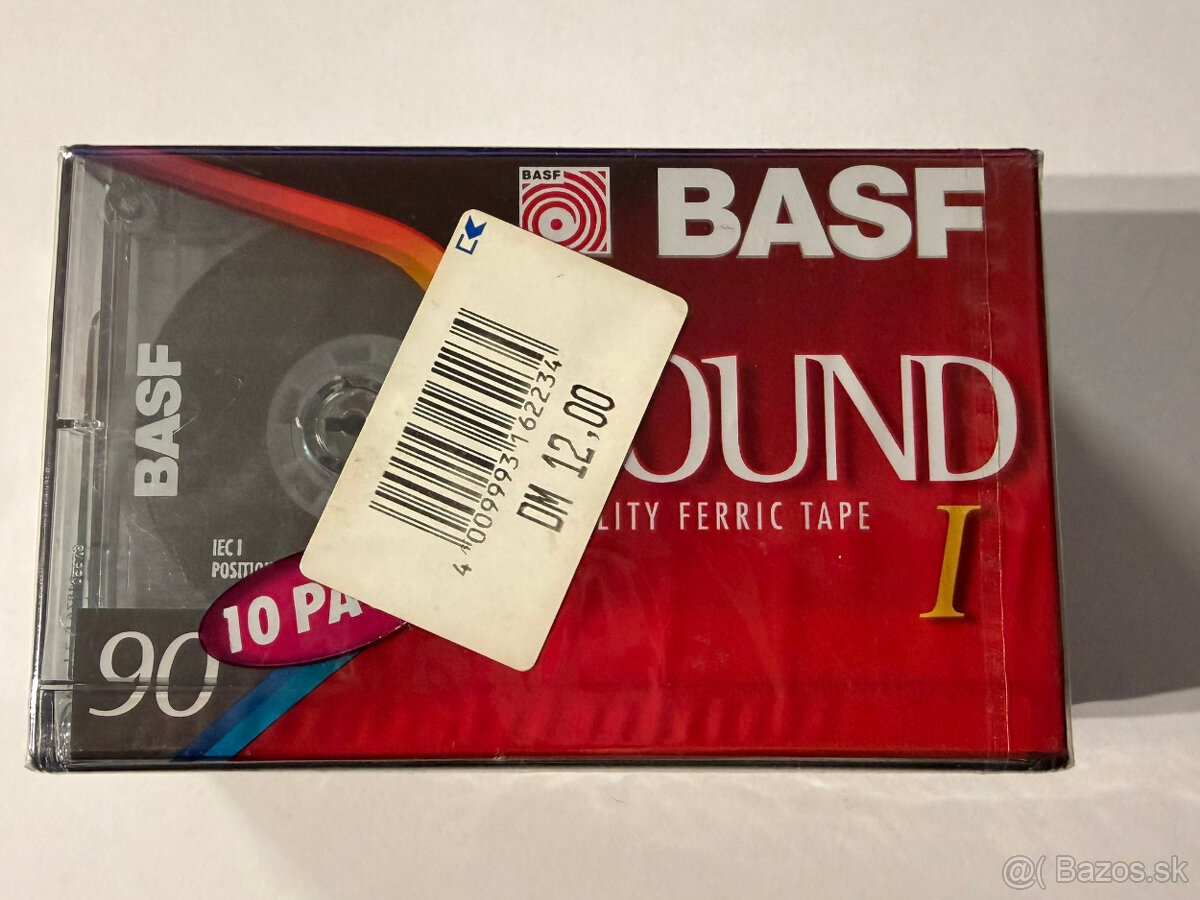 BASF
BASF
OUND
LITY FERRIC TAPE
I
BASF
IEC I
POSITIO
10 PA
90
4 009993 162234
DM 12,00
@( Bazos.sk